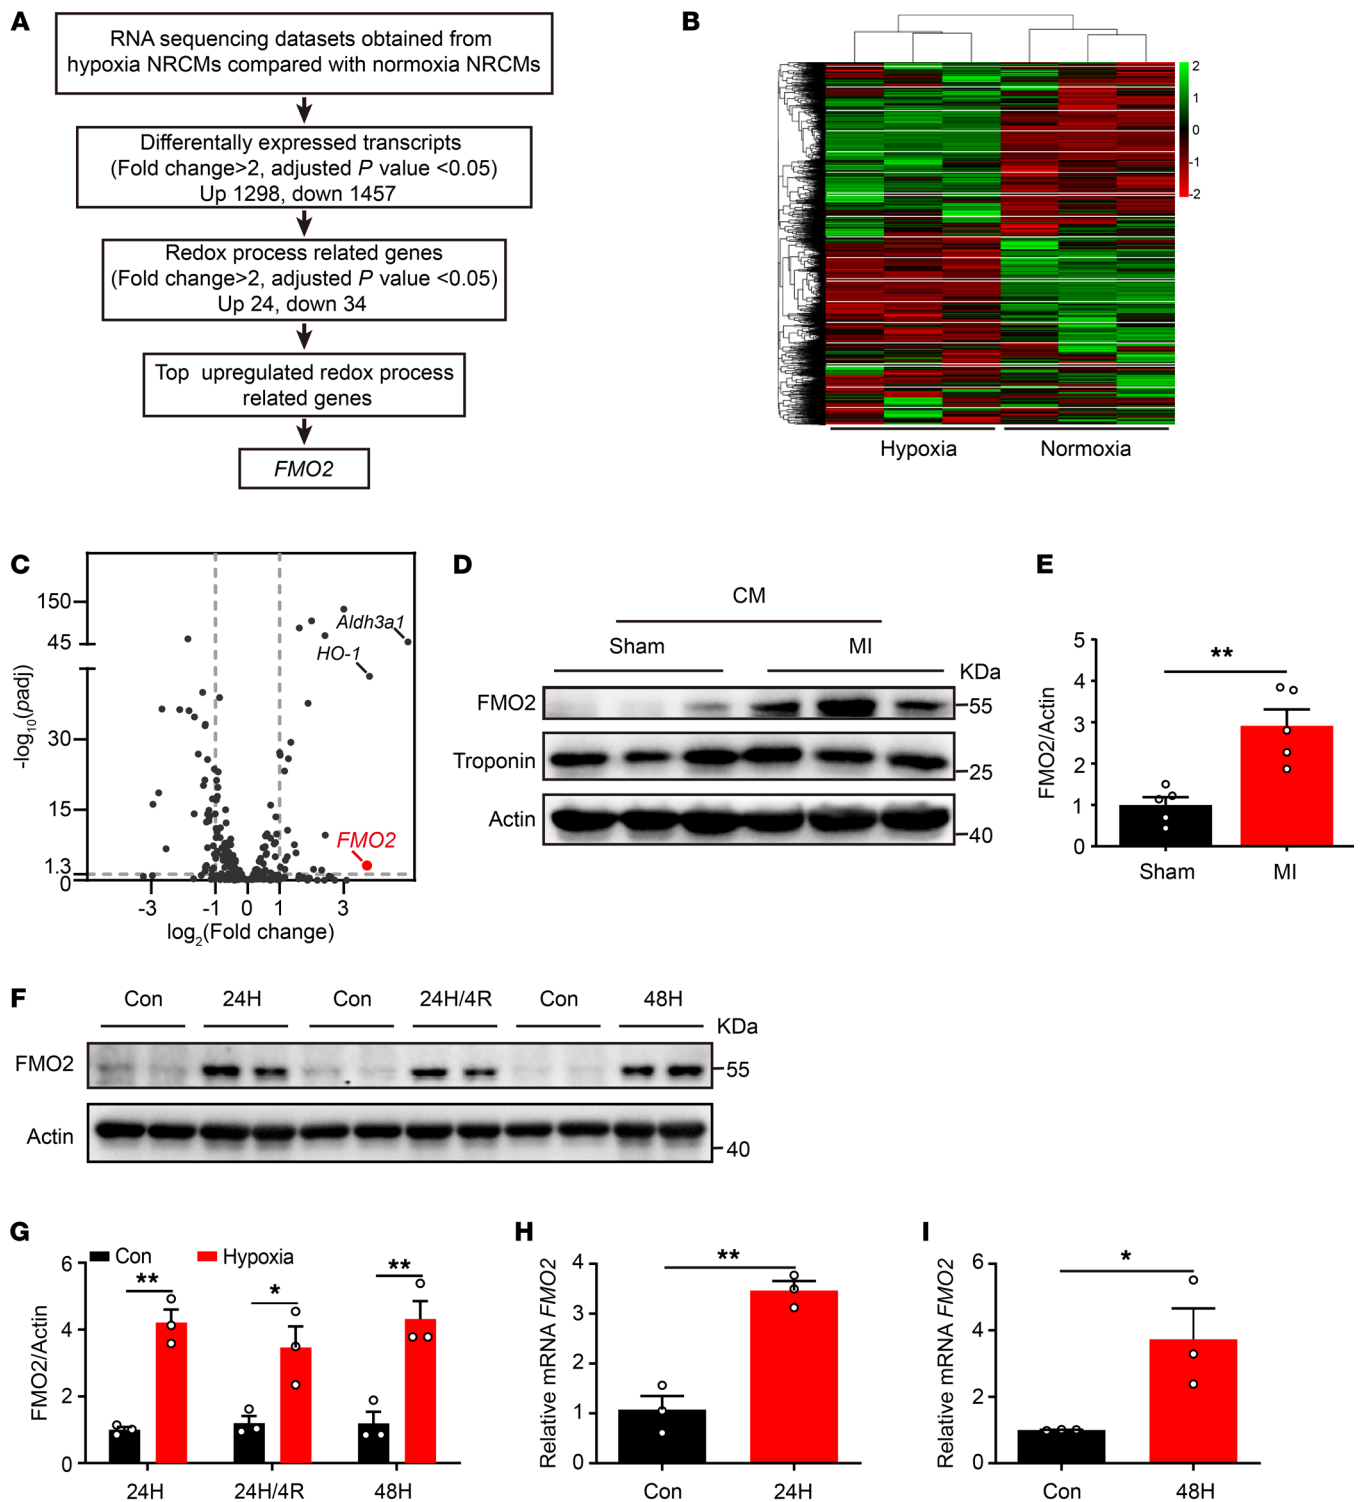 A
RNA sequencing datasets obtained from
hypoxia NRCMs compared with normoxia NRCMs
Differentially expressed transcripts
(Fold change>2, adjusted P value <0.05)
Up 1298, down 1457
Redox process related genes
(Fold change>2, adjusted P value <0.05)
Up 24, down 34
Top upregulated redox process
related genes
FMO2
B
2
1
0
-1
-2
Hypoxia Normoxia
C
150
45
30
15
1.3
0
-log10(padj)
Aldh3a1
HO-1
FMO2
-3 -1 0 1 3
log2(Fold change)
D
CM
Sham MI
KDa
FMO2 55
Troponin 25
Actin 40
E
**
5
4
3
2
1
0
FMO2/Actin
Sham MI
F
Con 24H Con 24H/4R Con 48H
KDa
FMO2 55
Actin 40
G
Con Hypoxia
** * **
6
4
2
0
FMO2/Actin
24H 24H/4R 48H
H
**
4
3
2
1
0
Relative mRNA FMO2
Con 24H
I
*
6
4
2
0
Relative mRNA FMO2
Con 48H